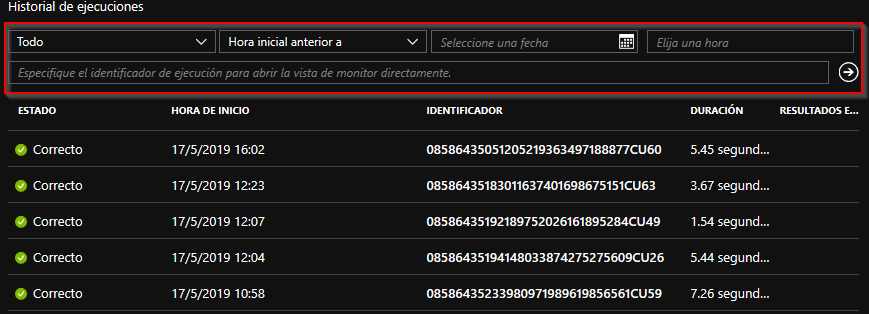 Historial de ejecuciones
Todo Hora inicial anterior a Seleccione una fecha Elija una hora
Especifique el identificador de ejecución para abrir la vista de monitor directamente.
ESTADO HORA DE INICIO IDENTIFICADOR DURACIÓN RESULTADOS E...
Correcto 17/5/2019 16:02 08586435051205219363497188877CU60 5.45 segund...
Correcto 17/5/2019 12:23 08586435183011637401698675151CU63 3.67 segund...
Correcto 17/5/2019 12:07 08586435192189752026161895284CU49 1.54 segund...
Correcto 17/5/2019 12:04 08586435194148033874275275609CU26 5.44 segund...
Correcto 17/5/2019 10:58 08586435233980971989619856561CU59 7.26 segund...